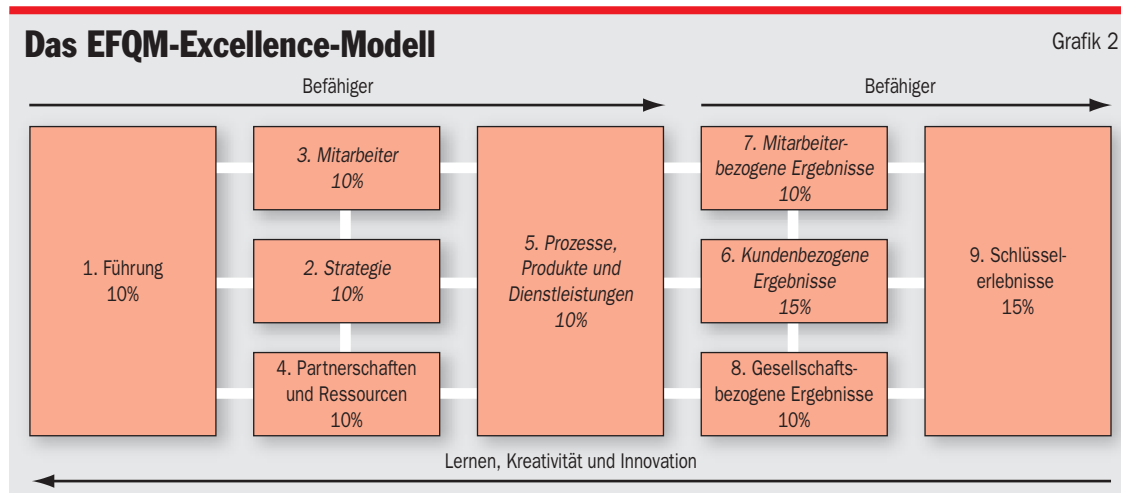 Das EFQM-Excellence-Modell
Grafik 2
Befähiger
Befähiger
1. Führung
10%
3. Mitarbeiter
10%
2. Strategie
10%
4. Partnerschaften
und Ressourcen
10%
5. Prozesse,
Produkte und
Dienstleistungen
10%
7. Mitarbeiter-
bezogene Ergebnisse
10%
6. Kundenbezogene
Ergebnisse
15%
8. Gesellschafts-
bezogene Ergebnisse
10%
9. Schlüssel-
erlebnisse
15%
Lernen, Kreativität und Innovation